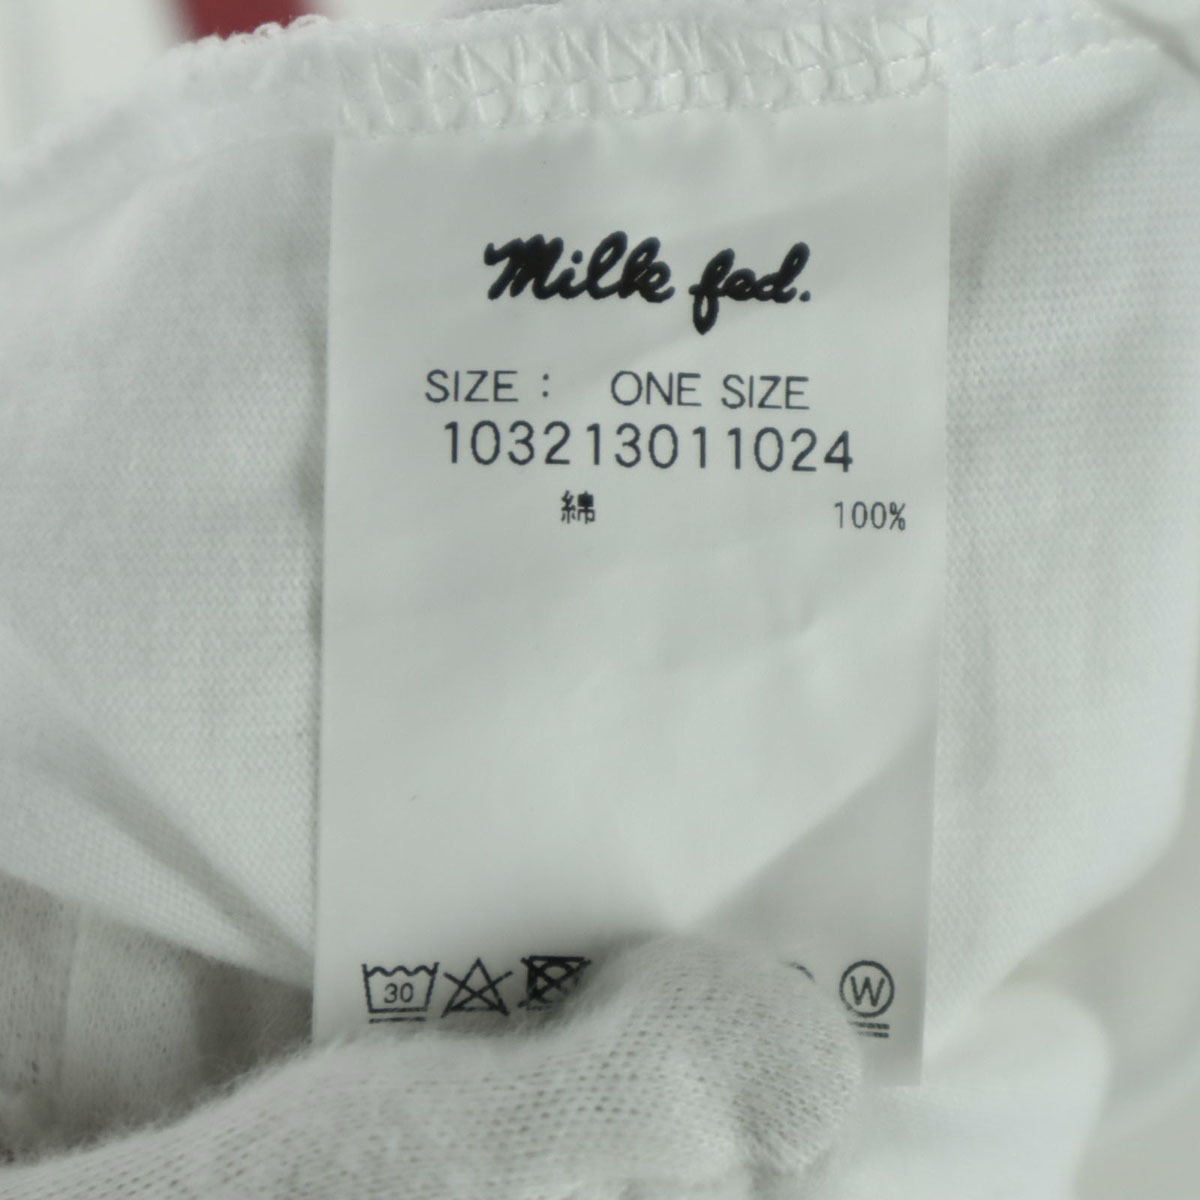 Milk fed.
SIZE : ONE SIZE
103213011024
綿 100%
30 W